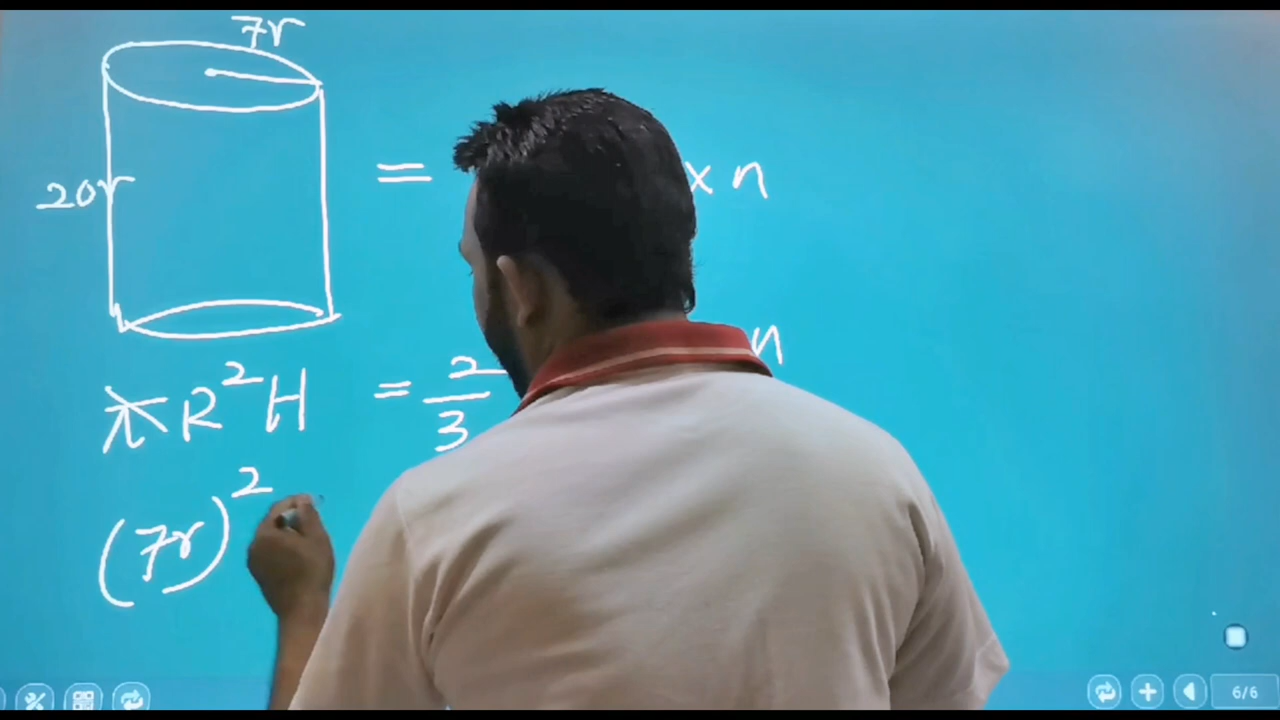 7r
20r
= x n
πR²H = 2/3 n
(7r)²
6/6